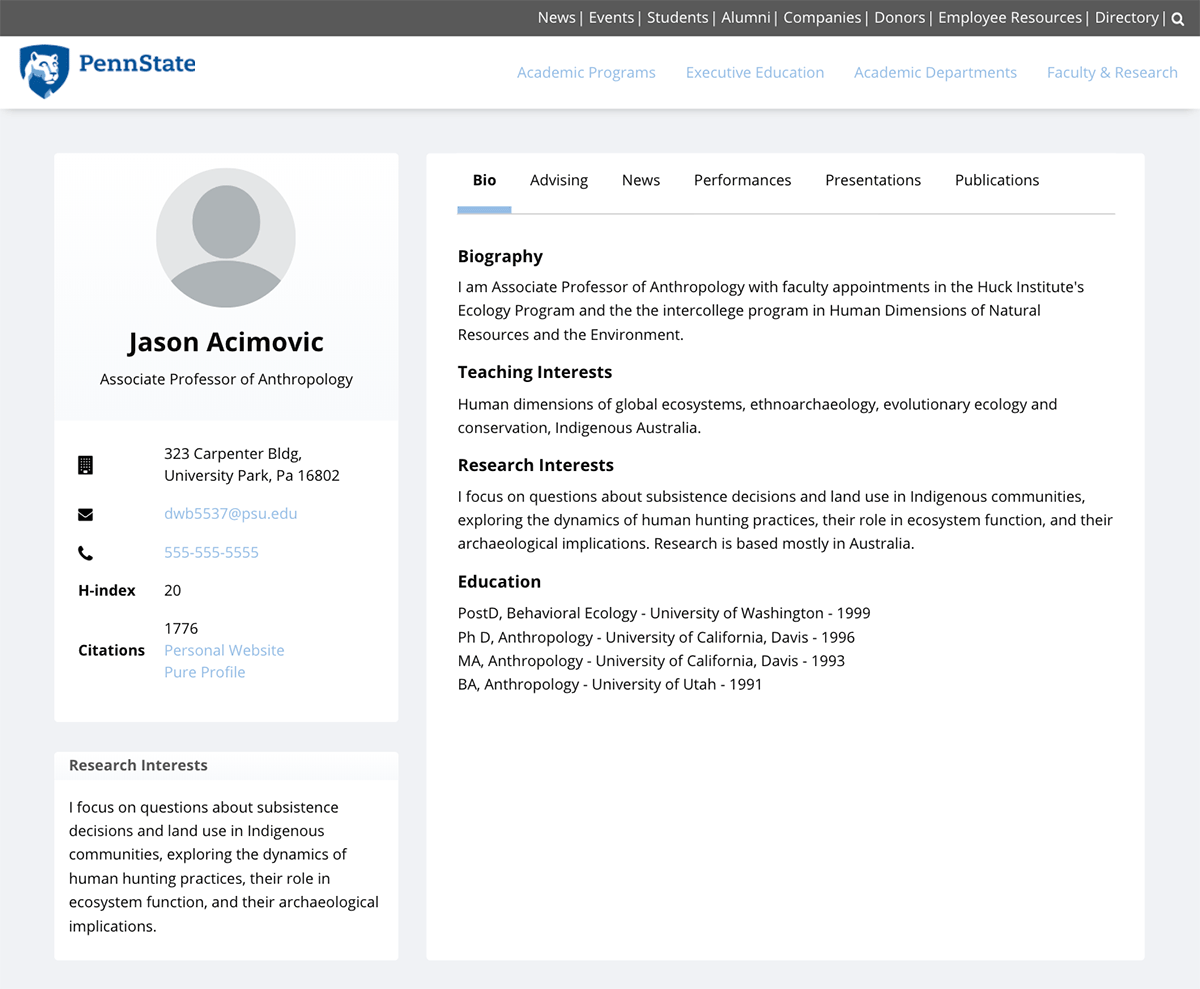 News | Events | Students | Alumni | Companies | Donors | Employee Resources | Directory |
PennState
Academic Programs Executive Education Academic Departments Faculty & Research
Jason Acimovic
Associate Professor of Anthropology
323 Carpenter Bldg,
University Park, Pa 16802
dwb5537@psu.edu
555-555-5555
H-index 20
1776
Citations Personal Website
Pure Profile
Research Interests
I focus on questions about subsistence
decisions and land use in Indigenous
communities, exploring the dynamics of
human hunting practices, their role in
ecosystem function, and their archaeological
implications.
Bio Advising News Performances Presentations Publications
Biography
I am Associate Professor of Anthropology with faculty appointments in the Huck Institute's
Ecology Program and the the intercollege program in Human Dimensions of Natural
Resources and the Environment.
Teaching Interests
Human dimensions of global ecosystems, ethnoarchaeology, evolutionary ecology and
conservation, Indigenous Australia.
Research Interests
I focus on questions about subsistence decisions and land use in Indigenous communities,
exploring the dynamics of human hunting practices, their role in ecosystem function, and their
archaeological implications. Research is based mostly in Australia.
Education
PostD, Behavioral Ecology - University of Washington - 1999
Ph D, Anthropology - University of California, Davis - 1996
MA, Anthropology - University of California, Davis - 1993
BA, Anthropology - University of Utah - 1991